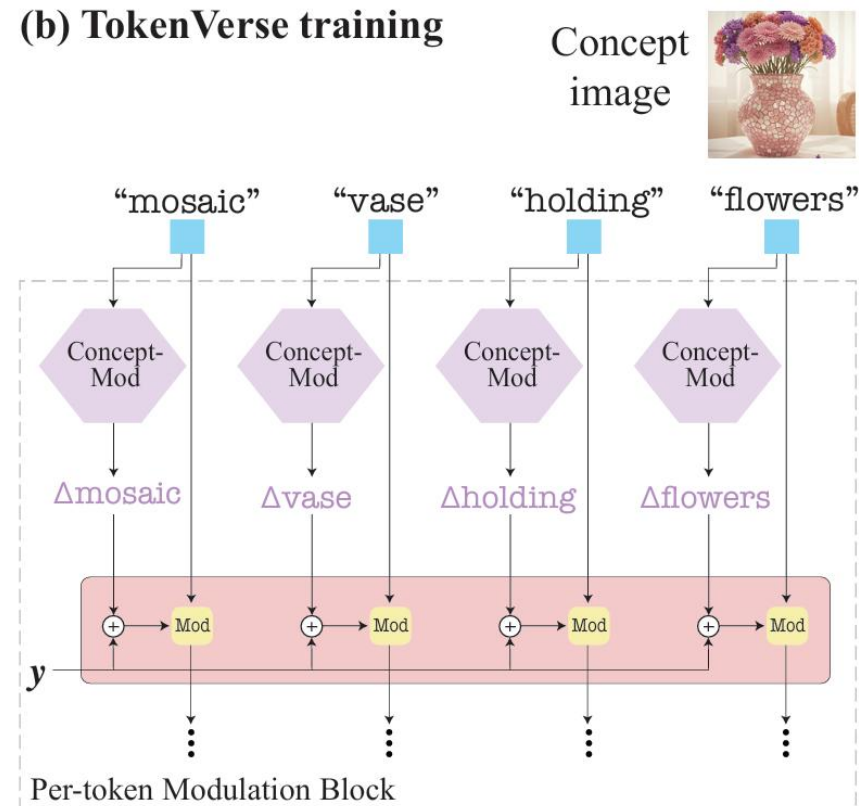 (b) TokenVerse training
Concept
image
“mosaic” “vase” “holding” “flowers”
Concept-
Mod
Concept-
Mod
Concept-
Mod
Concept-
Mod
Δmosaic Δvase Δholding Δflowers
+ Mod + Mod + Mod + Mod
y
Per-token Modulation Block